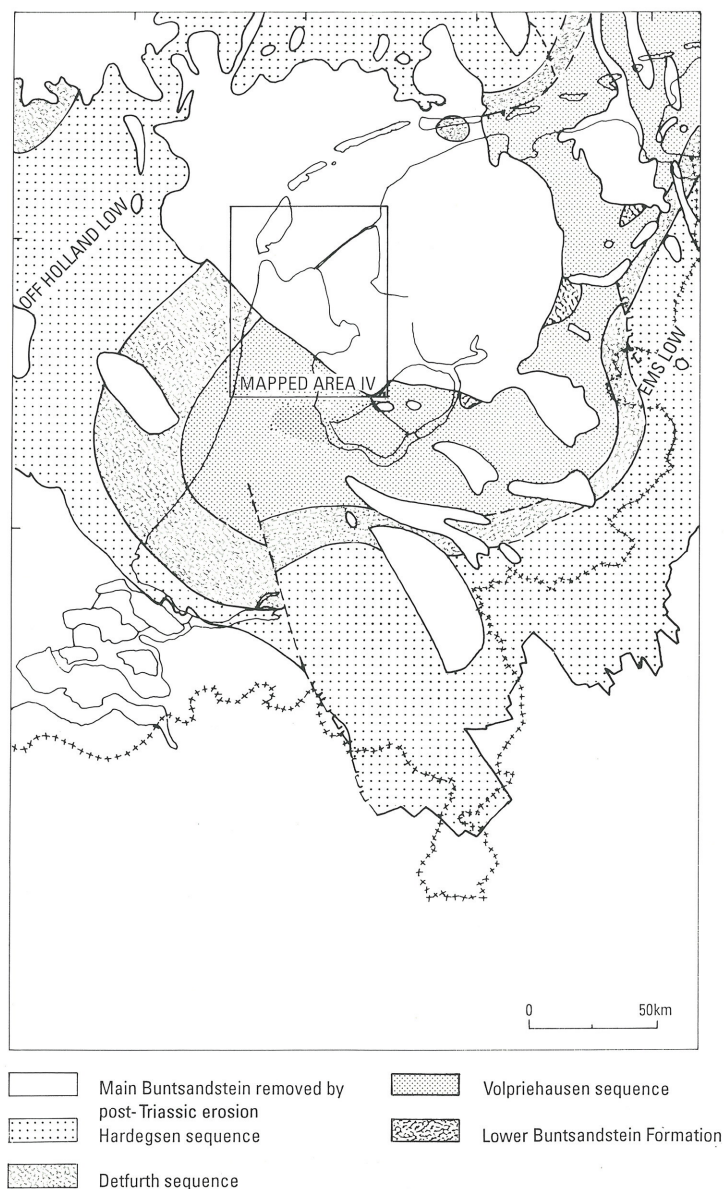 OFF HOLLAND LOW
EMS LOW
MAPPED AREA IV
0 50km
Main Buntsandstein removed by
post-Triassic erosion
Hardegsen sequence
Detfurth sequence
Volpriehausen sequence
Lower Buntsandstein Formation